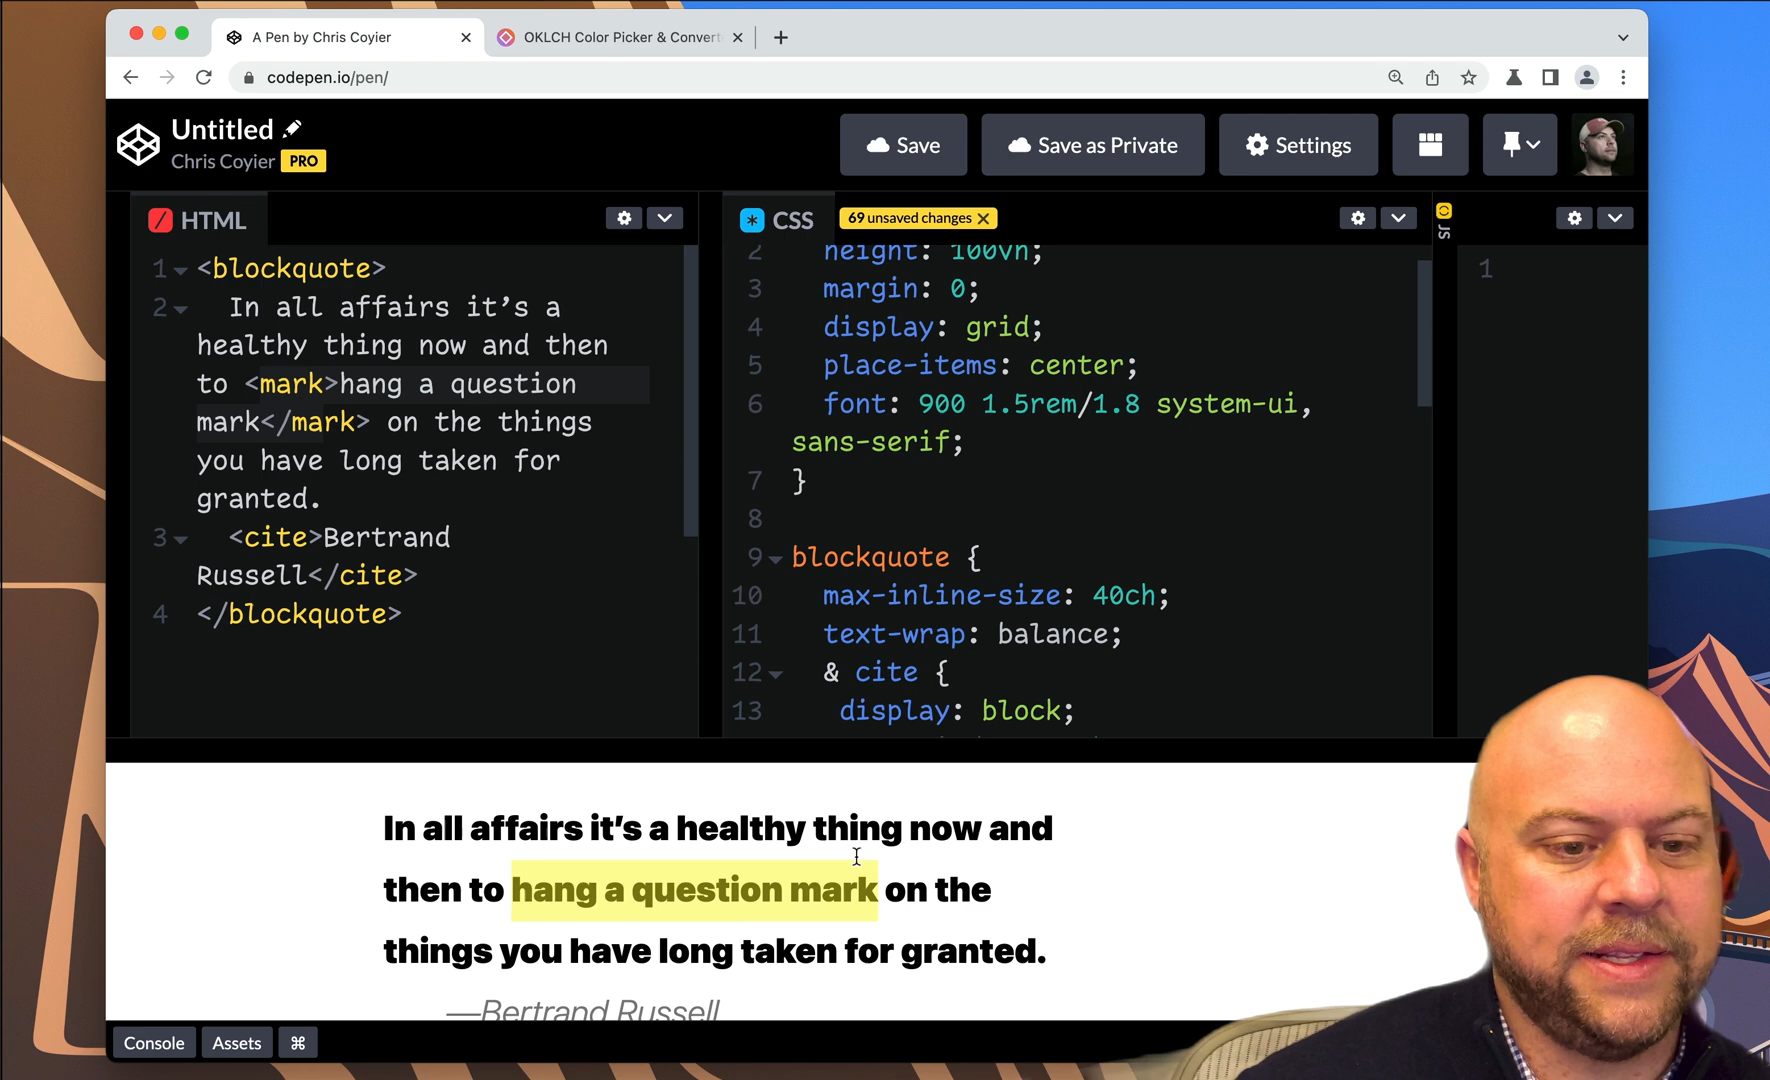 A Pen by Chris Coyier
OKLCH Color Picker & Convert
codepen.io/pen/
Untitled
Chris Coyier PRO
Save
Save as Private
Settings
HTML
1 <blockquote>
2 In all affairs it’s a
healthy thing now and then
to <mark>hang a question
mark</mark> on the things
you have long taken for
granted.
3 <cite>Bertrand
Russell</cite>
4 </blockquote>
CSS
69 unsaved changes
2 height: 100vh;
3 margin: 0;
4 display: grid;
5 place-items: center;
6 font: 900 1.5rem/1.8 system-ui,
sans-serif;
7 }
8
9 blockquote {
10 max-inline-size: 40ch;
11 text-wrap: balance;
12 & cite {
13 display: block;
JS
1
In all affairs it’s a healthy thing now and
then to hang a question mark on the
things you have long taken for granted.
—Bertrand Russell
Console
Assets
⌘